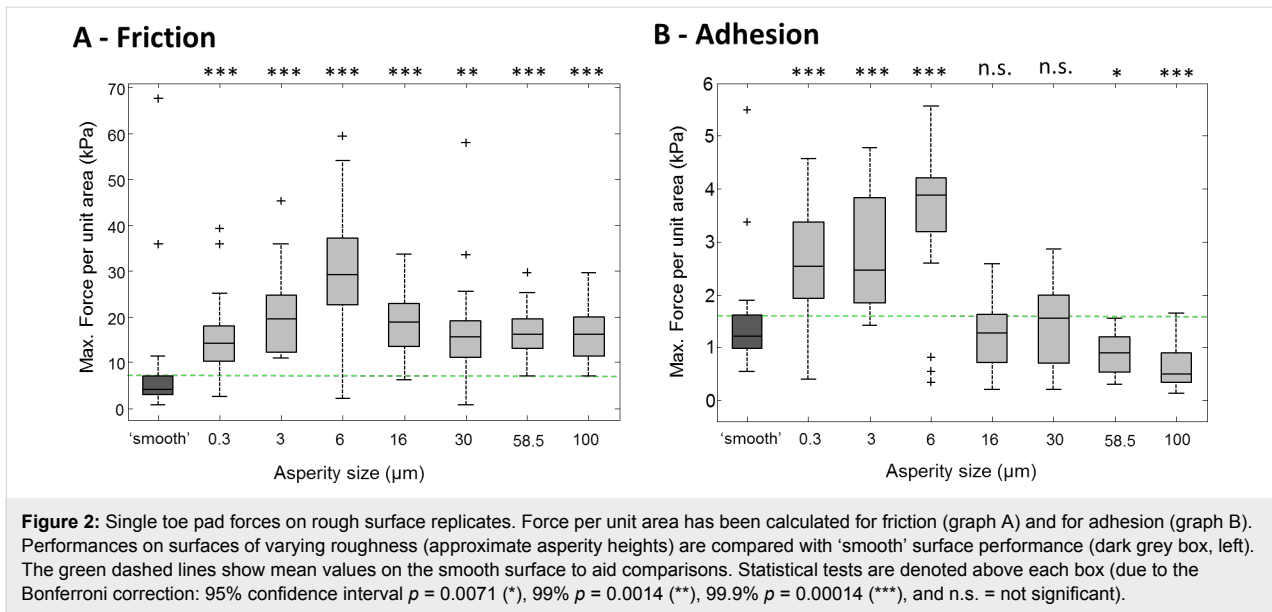 A - Friction
*** *** *** *** ** *** ***
Max. Force per unit area (kPa)
70
60
50
40
30
20
10
0
'smooth' 0.3 3 6 16 30 58.5 100
Asperity size (µm)
B - Adhesion
*** *** *** n.s. n.s. * ***
Max. Force per unit area (kPa)
6
5
4
3
2
1
0
'smooth' 0.3 3 6 16 30 58.5 100
Asperity size (µm)
Figure 2: Single toe pad forces on rough surface replicates. Force per unit area has been calculated for friction (graph A) and for adhesion (graph B).
Performances on surfaces of varying roughness (approximate asperity heights) are compared with ‘smooth’ surface performance (dark grey box, left).
The green dashed lines show mean values on the smooth surface to aid comparisons. Statistical tests are denoted above each box (due to the
Bonferroni correction: 95% confidence interval p = 0.0071 (*), 99% p = 0.0014 (**), 99.9% p = 0.00014 (***), and n.s. = not significant).